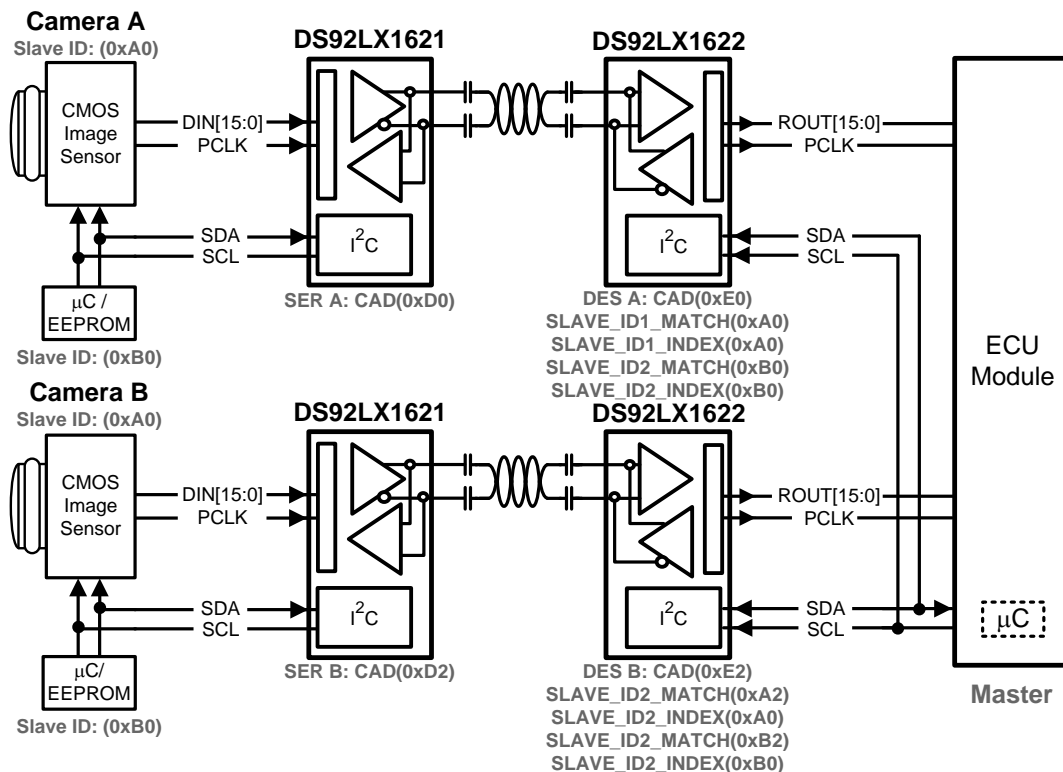 Camera A
Slave ID: (0xA0)
CMOS
Image
Sensor
DIN[15:0]
PCLK
SDA
SCL
µC /
EEPROM
Slave ID: (0xB0)
DS92LX1621
I²C
SER A: CAD(0xD0)
DS92LX1622
I²C
DES A: CAD(0xE0)
SLAVE_ID1_MATCH(0xA0)
SLAVE_ID1_INDEX(0xA0)
SLAVE_ID2_MATCH(0xB0)
SLAVE_ID2_INDEX(0xB0)
ROUT[15:0]
PCLK
SDA
SCL
ECU
Module
Camera B
Slave ID: (0xA0)
CMOS
Image
Sensor
DIN[15:0]
PCLK
SDA
SCL
µC/
EEPROM
Slave ID: (0xB0)
DS92LX1621
I²C
SER B: CAD(0xD2)
DS92LX1622
I²C
DES B: CAD(0xE2)
SLAVE_ID2_MATCH(0xA2)
SLAVE_ID2_INDEX(0xA0)
SLAVE_ID2_MATCH(0xB2)
SLAVE_ID2_INDEX(0xB0)
ROUT[15:0]
PCLK
SDA
SCL
µC
Master